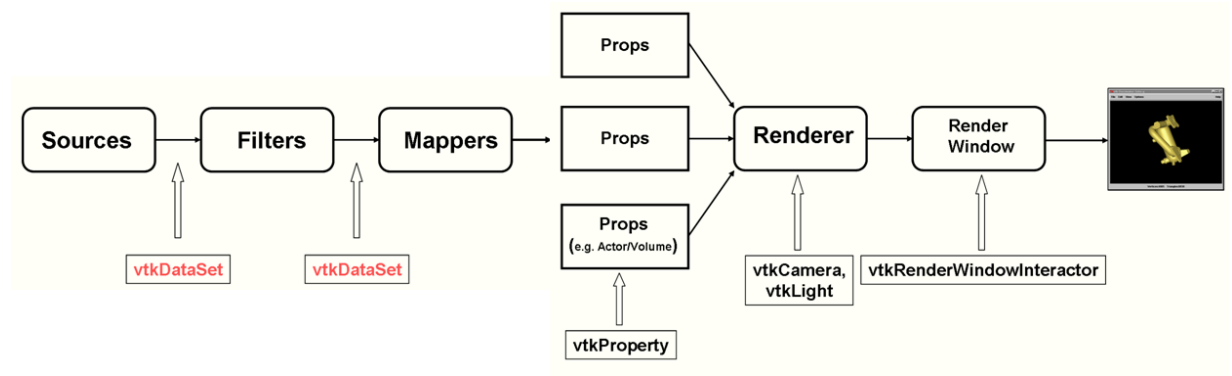 Props
Sources
Filters
Mappers
Props
Renderer
Render
Window
Props
(e.g. Actor/Volume)
vtkDataSet
vtkDataSet
vtkCamera,
vtkLight
vtkRenderWindowInteractor
vtkProperty